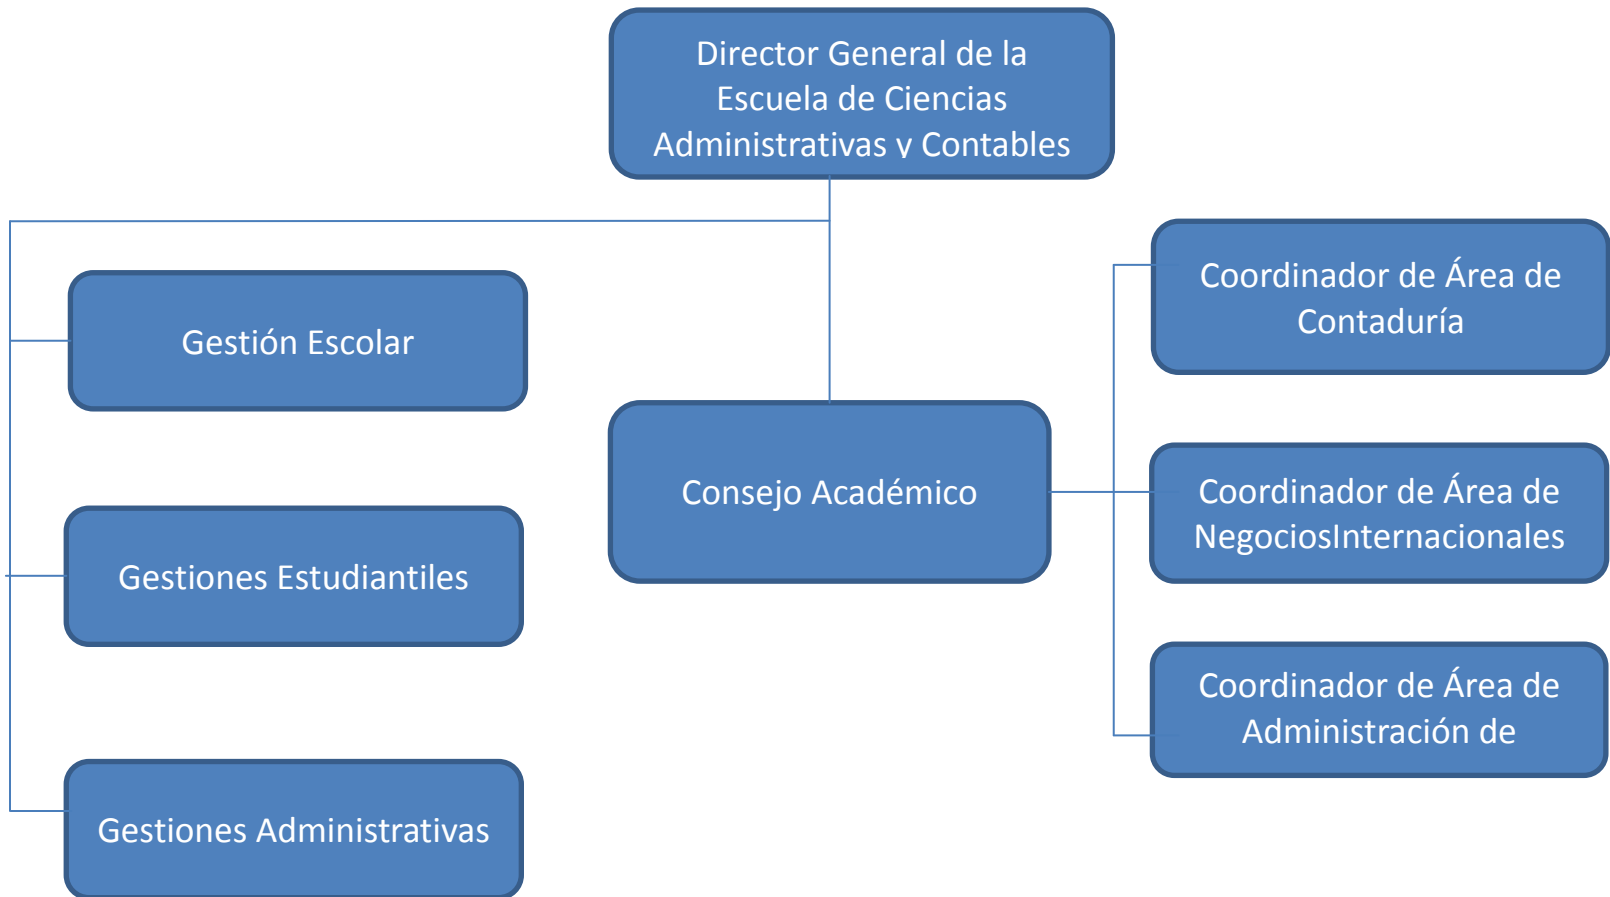 Director General de la
Escuela de Ciencias
Administrativas y Contables
Gestión Escolar
Gestiones Estudiantiles
Gestiones Administrativas
Consejo Académico
Coordinador de Área de
Contaduría
Coordinador de Área de
NegociosInternacionales
Coordinador de Área de
Administración de